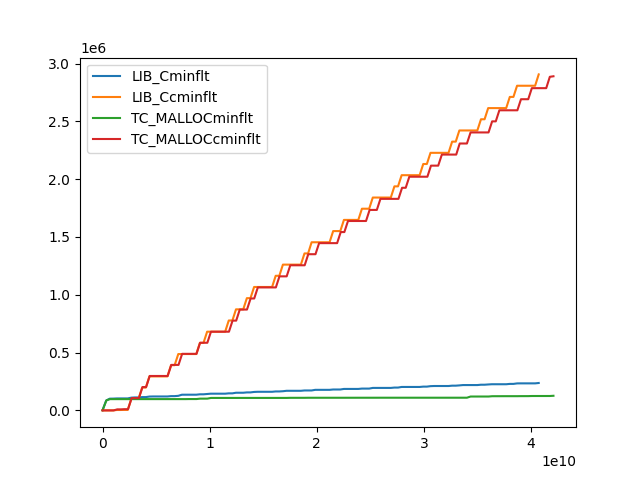 1e6
3.0
2.5
2.0
1.5
1.0
0.5
0.0
LIB_Cminflt
LIB_Ccminflt
TC_MALLOCminflt
TC_MALLOCcminflt
0 1 2 3 4
1e10